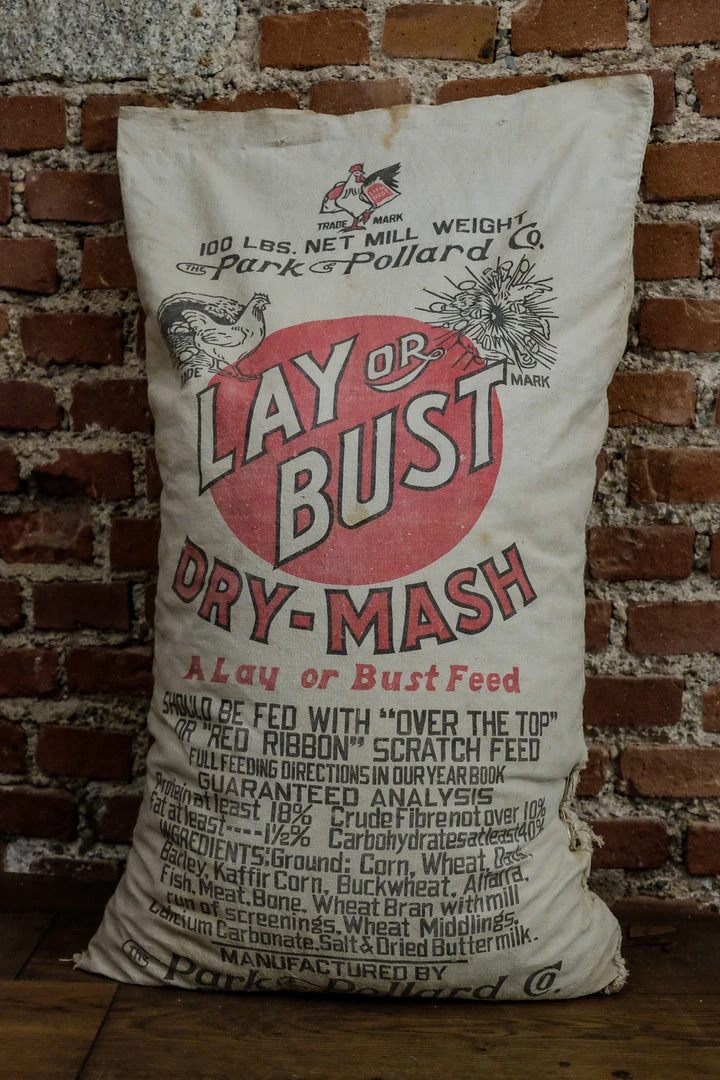 TRADE MARK
100 LBS. NET MILL WEIGHT
THE Park & Pollard Co.
TRADE MARK
LAY OR
BUST
DRY-MASH
A Lay or Bust Feed
SHOULD BE FED WITH "OVER THE TOP"
OR "RED RIBBON" SCRATCH FEED
FULL FEEDING DIRECTIONS IN OUR YEAR BOOK
GUARANTEED ANALYSIS
Protein at least 18% Crude Fibre not over 10%
Fat at least----1½% Carbohydrates at least 40%
INGREDIENTS: Ground: Corn, Wheat, Oats,
Barley, Kaffir Corn, Buckwheat, Alfalfa,
Fish, Meat, Bone, Wheat Bran with mill
run of screenings, Wheat Middlings,
Calcium Carbonate, Salt & Dried Buttermilk.
MANUFACTURED BY
THE Park & Pollard Co.